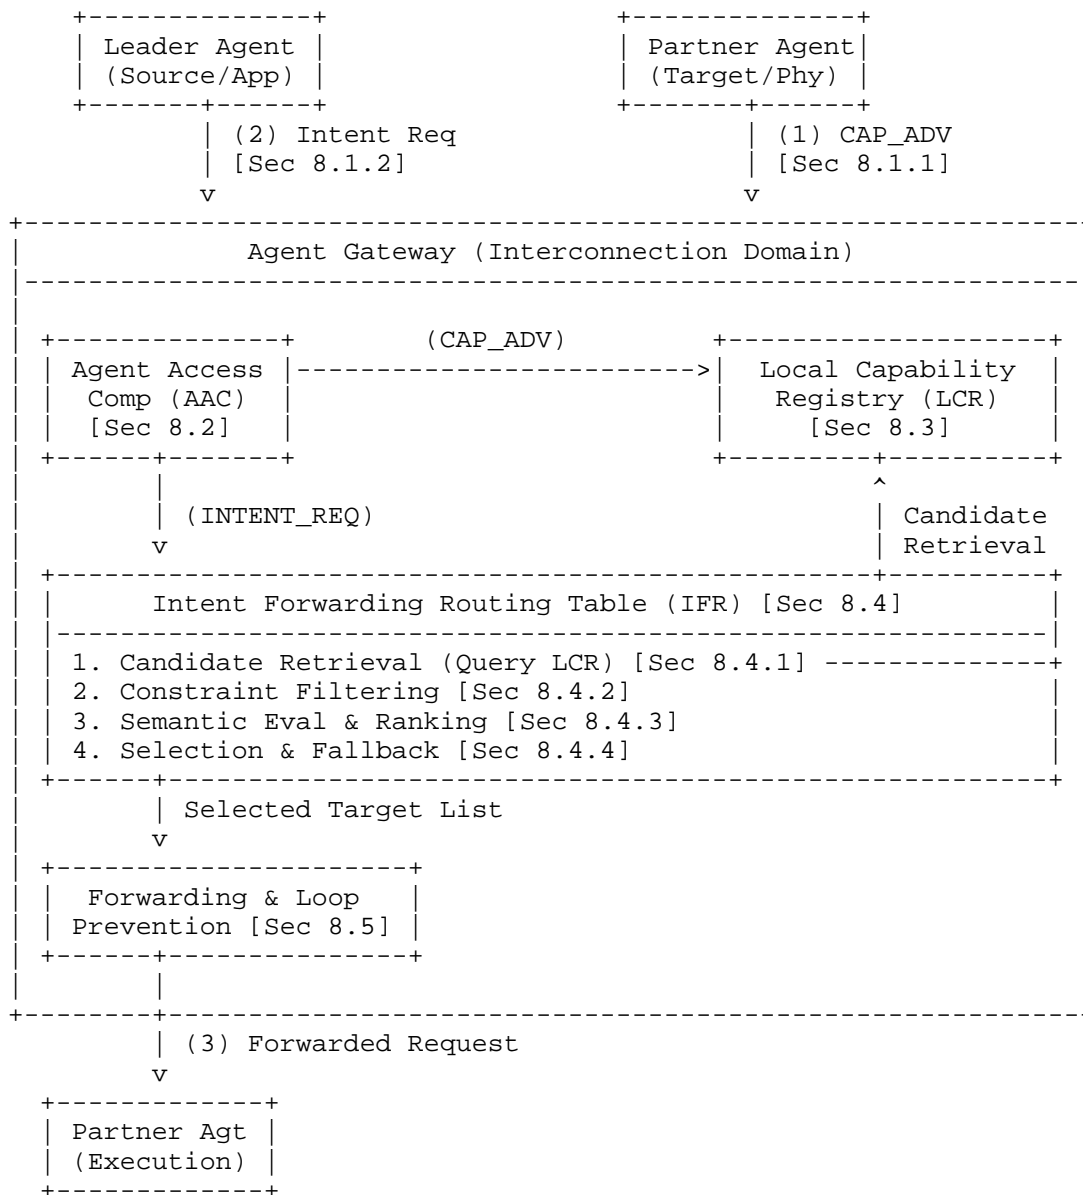 Leader Agent    Partner Agent
(Source/App)    (Target/Phy)
(2) Intent Req    (1) CAP_ADV
[Sec 8.1.2]    [Sec 8.1.1]
v    v
Agent Gateway (Interconnection Domain)
(CAP_ADV)
Agent Access    Local Capability
Comp (AAC)    Registry (LCR)
[Sec 8.2]    [Sec 8.3]
(INTENT_REQ)    Candidate
v    Retrieval
Intent Forwarding Routing Table (IFR) [Sec 8.4]
1. Candidate Retrieval (Query LCR) [Sec 8.4.1]
2. Constraint Filtering [Sec 8.4.2]
3. Semantic Eval & Ranking [Sec 8.4.3]
4. Selection & Fallback [Sec 8.4.4]
Selected Target List
v
Forwarding & Loop
Prevention [Sec 8.5]
(3) Forwarded Request
v
Partner Agt
(Execution)